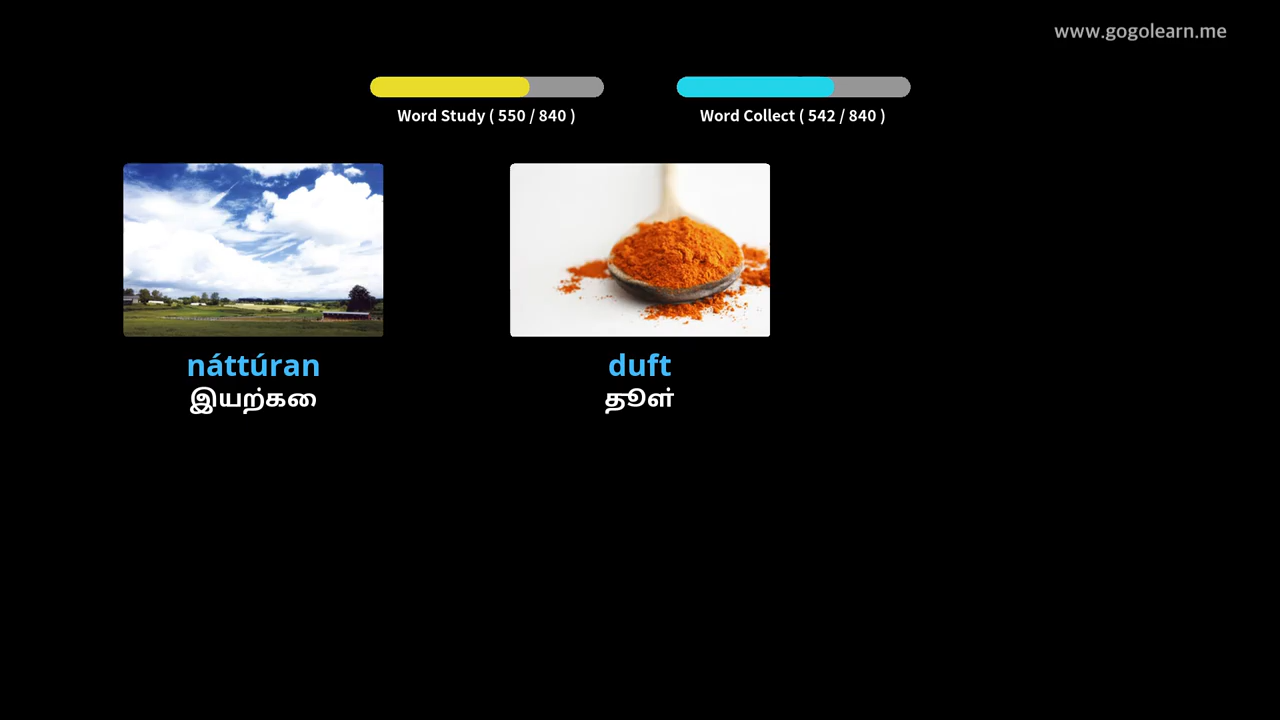 www.gogolearn.me
Word Study ( 550 / 840 )
Word Collect ( 542 / 840 )
náttúran
இயற்கை
duft
தூள்